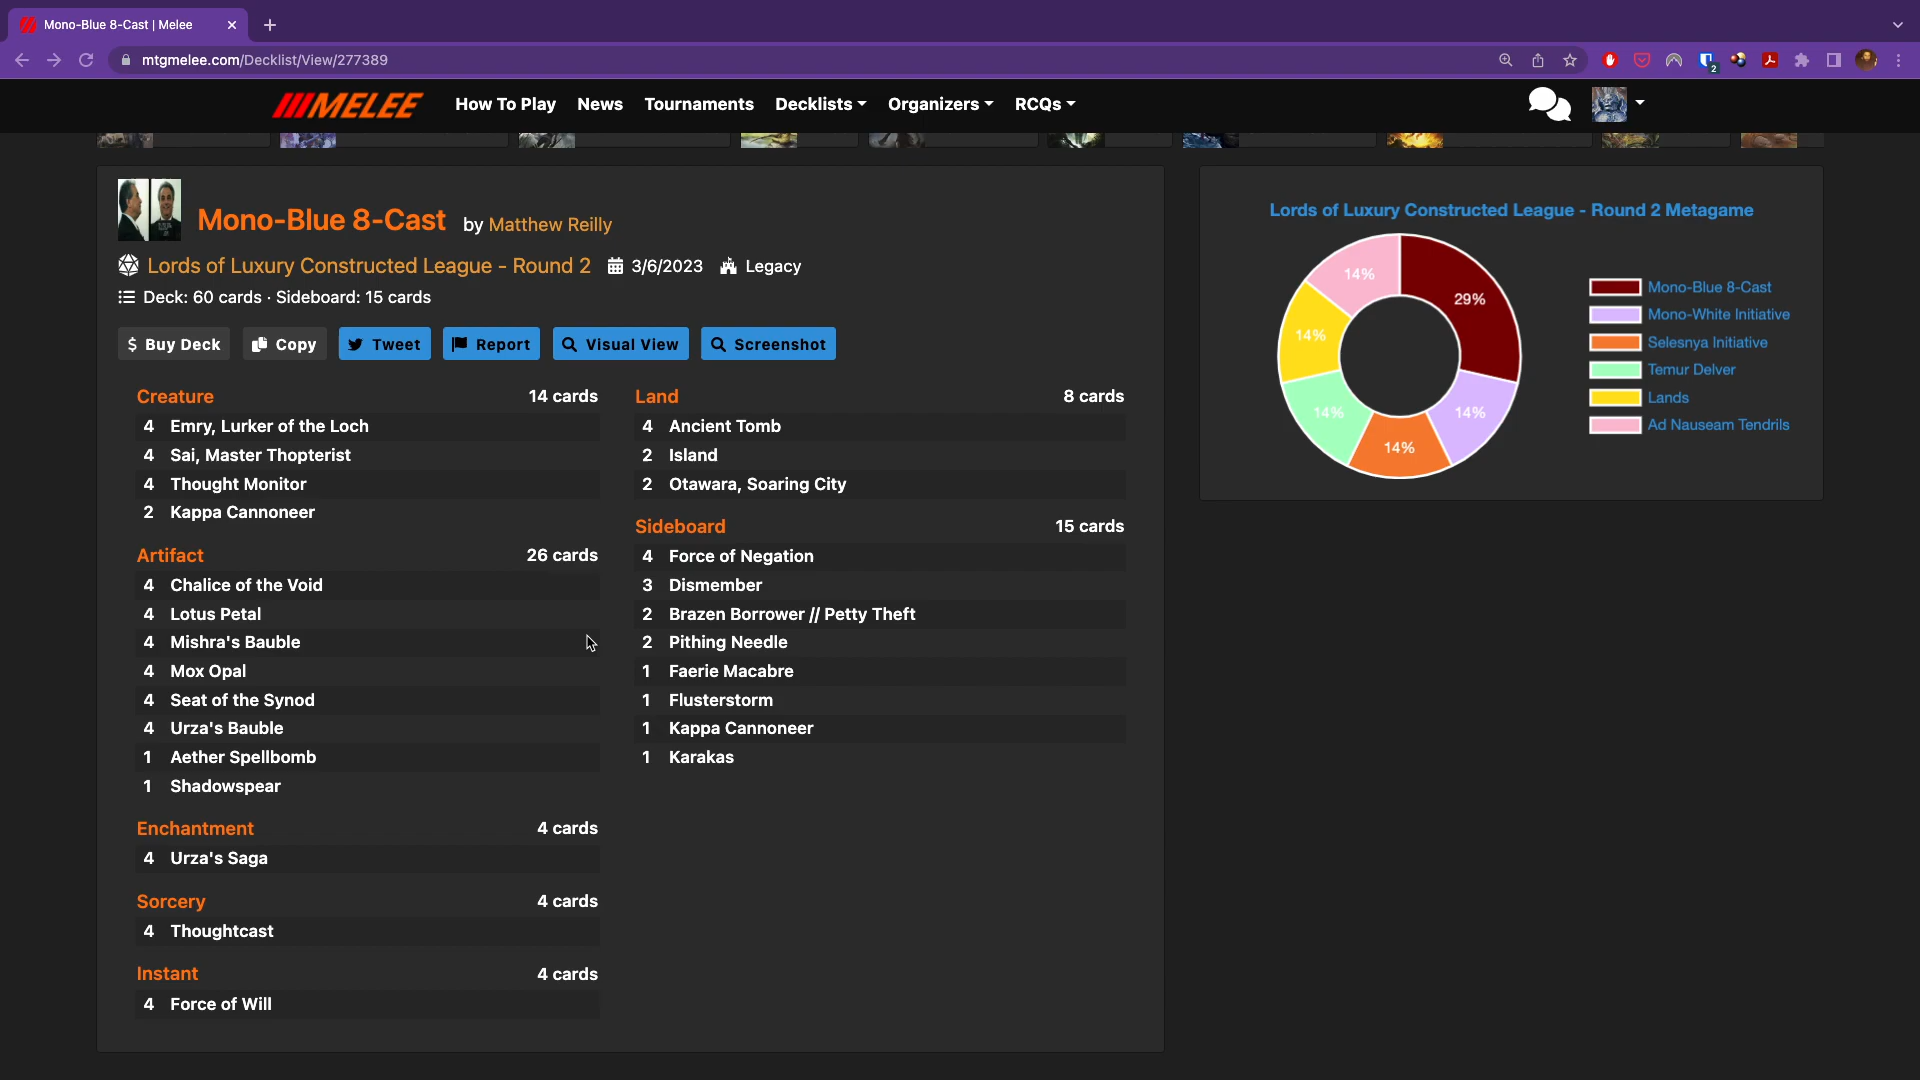 Mono-Blue 8-Cast | Melee
mtgmelee.com/Decklist/View/277389
2
MELEE
How To Play
News
Tournaments
Decklists
Organizers
RCQs
Mono-Blue 8-Cast by Matthew Reilly
Lords of Luxury Constructed League - Round 2 3/6/2023 Legacy
Deck: 60 cards · Sideboard: 15 cards
$ Buy Deck
Copy
Tweet
Report
Visual View
Screenshot
Creature 14 cards
4 Emry, Lurker of the Loch
4 Sai, Master Thopterist
4 Thought Monitor
2 Kappa Cannoneer
Artifact 26 cards
4 Chalice of the Void
4 Lotus Petal
4 Mishra's Bauble
4 Mox Opal
4 Seat of the Synod
4 Urza's Bauble
1 Aether Spellbomb
1 Shadowspear
Enchantment 4 cards
4 Urza's Saga
Sorcery 4 cards
4 Thoughtcast
Instant 4 cards
4 Force of Will
Land 8 cards
4 Ancient Tomb
2 Island
2 Otawara, Soaring City
Sideboard 15 cards
4 Force of Negation
3 Dismember
2 Brazen Borrower // Petty Theft
2 Pithing Needle
1 Faerie Macabre
1 Flusterstorm
1 Kappa Cannoneer
1 Karakas
Lords of Luxury Constructed League - Round 2 Metagame
29%
14%
14%
14%
14%
14%
Mono-Blue 8-Cast
Mono-White Initiative
Selesnya Initiative
Temur Delver
Lands
Ad Nauseam Tendrils